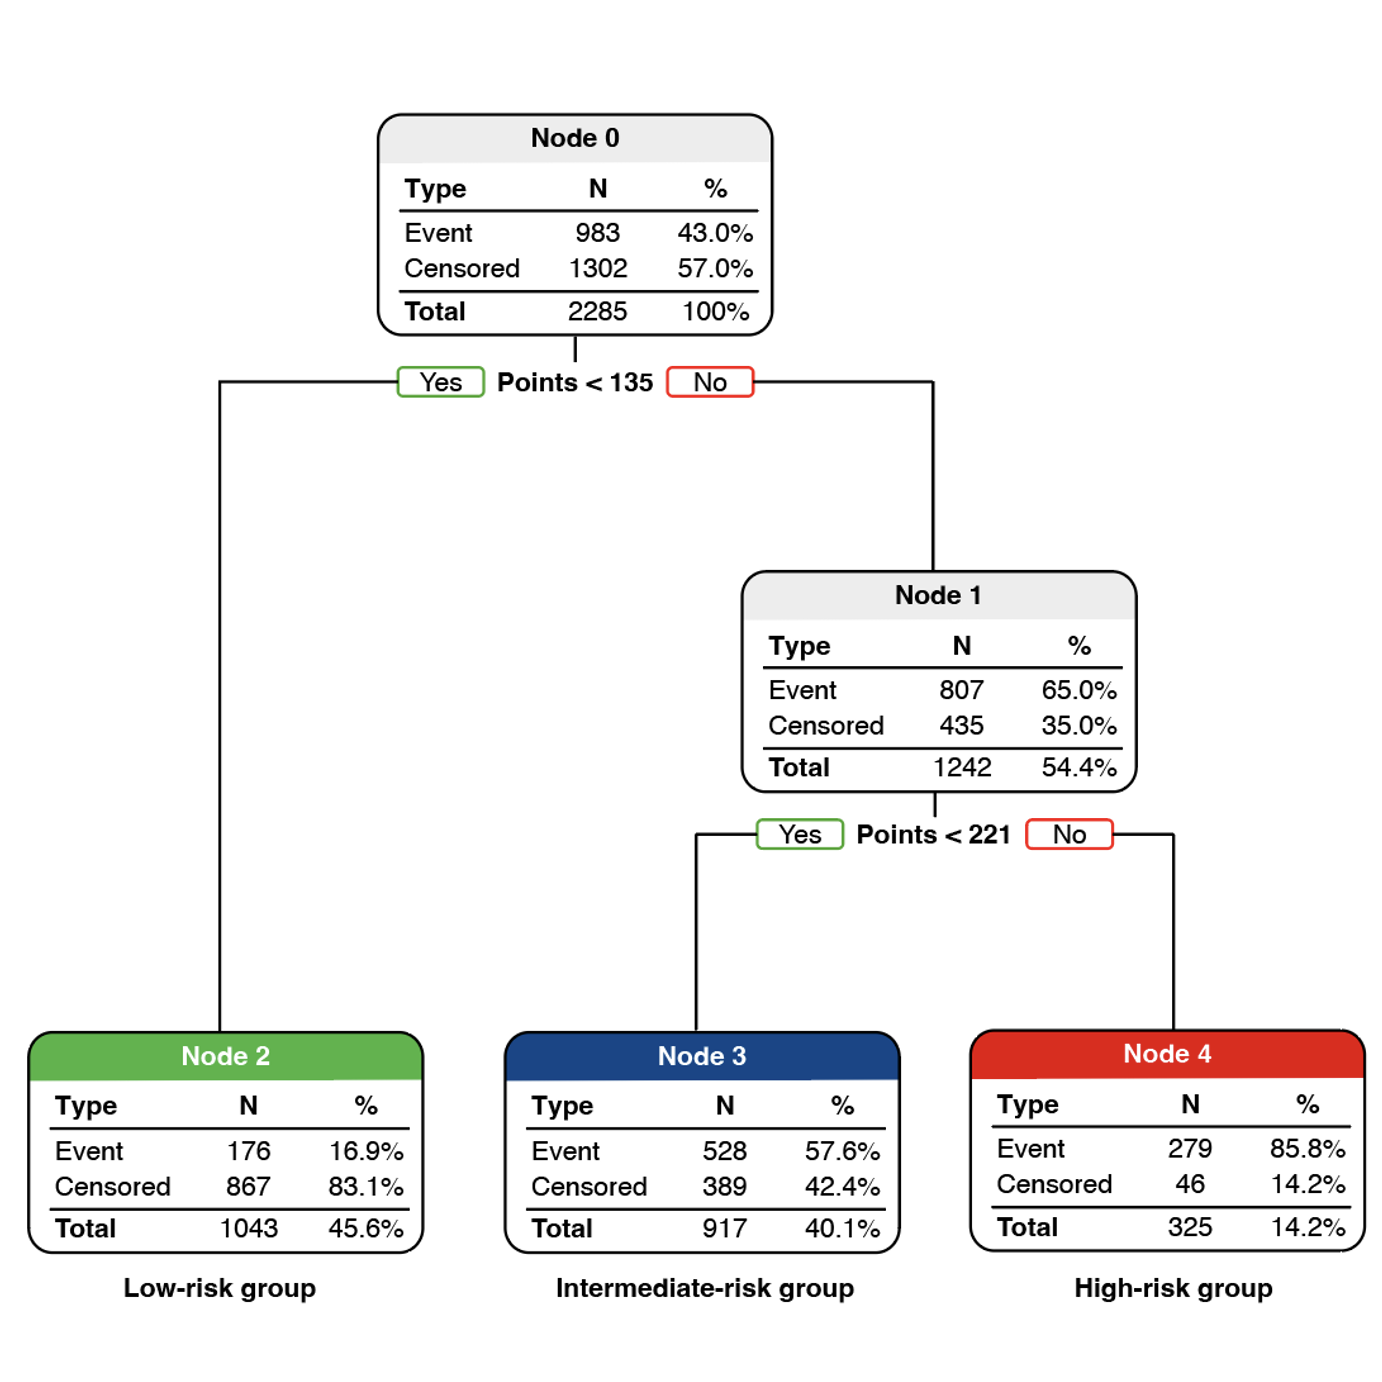 Node 0
Type N %
Event 983 43.0%
Censored 1302 57.0%
Total 2285 100%
Yes Points < 135 No
Node 1
Type N %
Event 807 65.0%
Censored 435 35.0%
Total 1242 54.4%
Yes Points < 221 No
Node 2
Type N %
Event 176 16.9%
Censored 867 83.1%
Total 1043 45.6%
Low-risk group
Node 3
Type N %
Event 528 57.6%
Censored 389 42.4%
Total 917 40.1%
Intermediate-risk group
Node 4
Type N %
Event 279 85.8%
Censored 46 14.2%
Total 325 14.2%
High-risk group